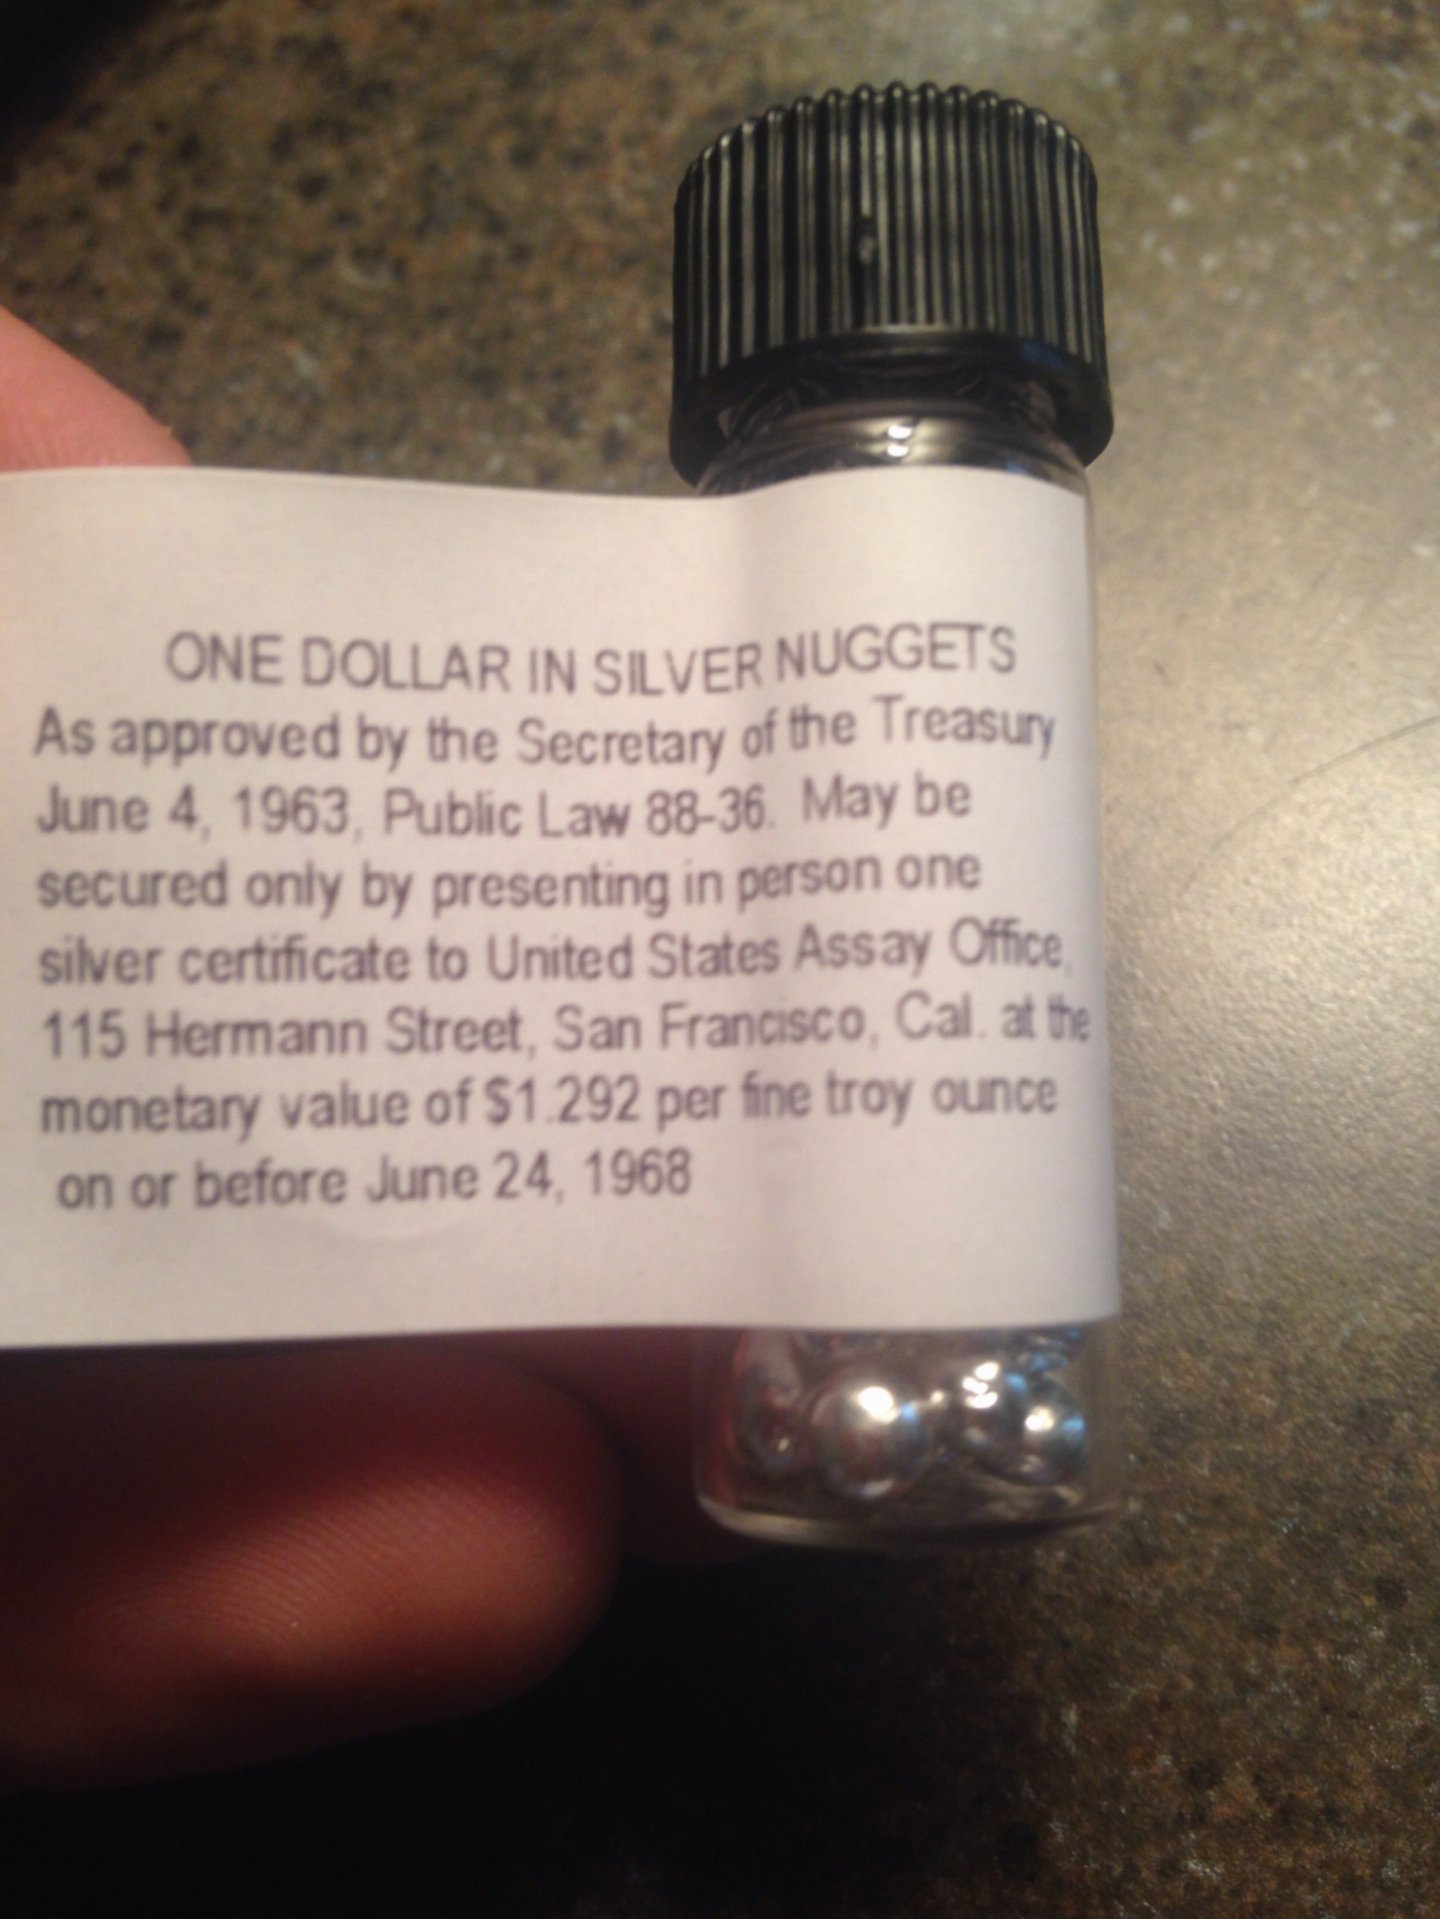 ONE DOLLAR IN SILVER NUGGETS
As approved by the Secretary of the Treasury
June 4, 1963, Public Law 88-36. May be
secured only by presenting in person one
silver certificate to United States Assay Office,
115 Hermann Street, San Francisco, Cal. at the
monetary value of $1.292 per fine troy ounce
on or before June 24, 1968